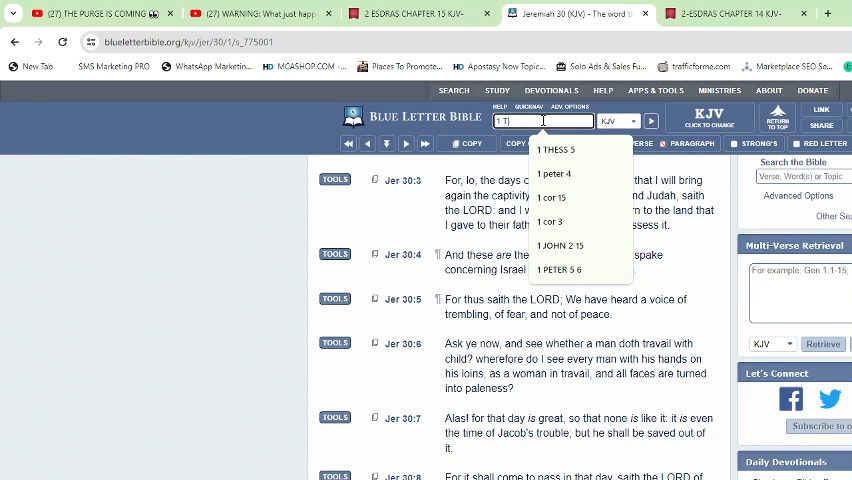 (27) THE PURGE IS COMING
(27) WARNING: What just happ
2 ESDRAS CHAPTER 15 KJV-
Jeremiah 30 (KJV) - The word th
2-ESDRAS CHAPTER 14 KJV-
blueletterbible.org/kjv/jer/30/1/s_775001
New Tab
SMS Marketing PRO
WhatsApp Marketin...
MCASHOP.COM -...
Places To Promote...
Apostasy Now Topic...
Solo Ads & Sales Fu...
trafficforme.com
Marketplace SEO Se...
SEARCH STUDY DEVOTIONALS HELP APPS & TOOLS MINISTRIES ABOUT DONATE
HELP QUICKNAV ADV. OPTIONS
BLUE LETTER BIBLE
1 T
KJV
KJV
CLICK TO CHANGE
RETURN
TO TOP
LINK
SHARE
COPY
COPY
VERSE
PARAGRAPH
STRONG'S
RED LETTER
1 THESS 5
1 peter 4
1 cor 15
1 cor 3
1 JOHN 2 15
1 PETER 5 6
TOOLS
Jer 30:3
For, lo, the days c that I will bring
again the captivity and Judah, saith
the LORD: and I w rn to the land that
I gave to their fath ssess it.
TOOLS
Jer 30:4
¶ And these are the spake
concerning Israel
TOOLS
Jer 30:5
¶ For thus saith the LORD; We have heard a voice of
trembling, of fear, and not of peace.
TOOLS
Jer 30:6
Ask ye now, and see whether a man doth travail with
child? wherefore do I see every man with his hands on
his loins, as a woman in travail, and all faces are turned
into paleness?
TOOLS
Jer 30:7
Alas! for that day is great, so that none is like it: it is even
the time of Jacob's trouble; but he shall be saved out of
it.
TOOLS
Jer 30:8
For it shall come to pass in that day, saith the LORD of
Search the Bible
Verse, Word(s) or Topic
Advanced Options
Other Sea
Multi-Verse Retrieval
For example: Gen 1:1-15;
KJV
Retrieve
Let's Connect
Subscribe to o
Daily Devotionals